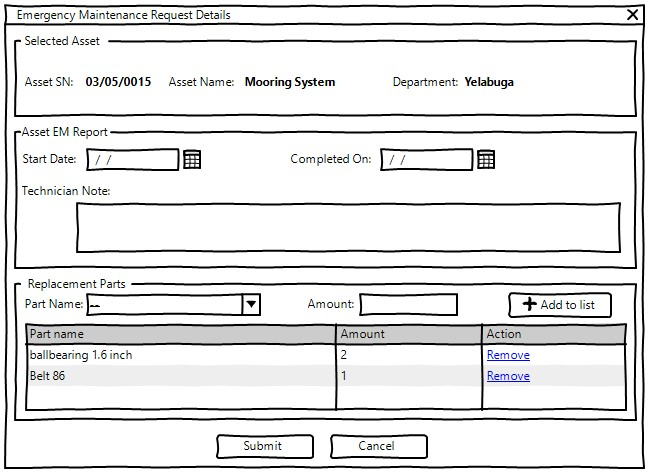 Emergency Maintenance Request Details
Selected Asset
Asset SN: 03/05/0015 Asset Name: Mooring System Department: Yelabuga
Asset EM Report
Start Date: / / Completed On: / /
Technician Note:
Replacement Parts
Part Name: -- Amount: Add to list
Part name Amount Action
ballbearing 1.6 inch 2 Remove
Belt 86 1 Remove
Submit Cancel